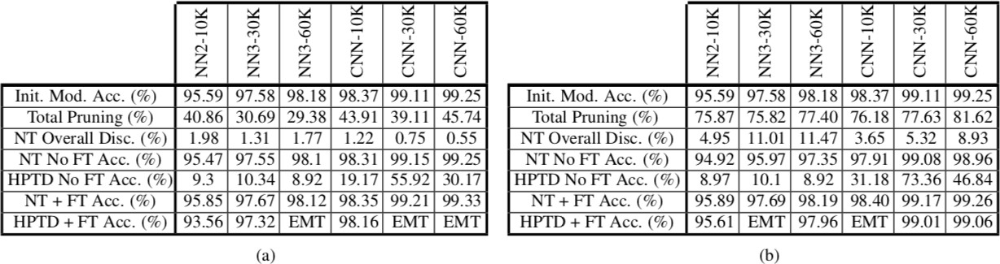 NN2-10K NN3-30K NN3-60K CNN-10K CNN-30K CNN-60K
Init. Mod. Acc. (%) 95.59 97.58 98.18 98.37 99.11 99.25
Total Pruning (%) 40.86 30.69 29.38 43.91 39.11 45.74
NT Overall Disc. (%) 1.98 1.31 1.77 1.22 0.75 0.55
NT No FT Acc. (%) 95.47 97.55 98.1 98.31 99.15 99.25
HPTD No FT Acc. (%) 9.3 10.34 8.92 19.17 55.92 30.17
NT + FT Acc. (%) 95.85 97.67 98.12 98.35 99.21 99.33
HPTD + FT Acc. (%) 93.56 97.32 EMT 98.16 EMT EMT
(a)
NN2-10K NN3-30K NN3-60K CNN-10K CNN-30K CNN-60K
Init. Mod. Acc. (%) 95.59 97.58 98.18 98.37 99.11 99.25
Total Pruning (%) 75.87 75.82 77.40 76.18 77.63 81.62
NT Overall Disc. (%) 4.95 11.01 11.47 3.65 5.32 8.93
NT No FT Acc. (%) 94.92 95.97 97.35 97.91 99.08 98.96
HPTD No FT Acc. (%) 8.97 10.1 8.92 31.18 73.36 46.84
NT + FT Acc. (%) 95.89 97.69 98.19 98.40 99.17 99.26
HPTD + FT Acc. (%) 95.61 EMT 97.96 EMT 99.01 99.06
(b)